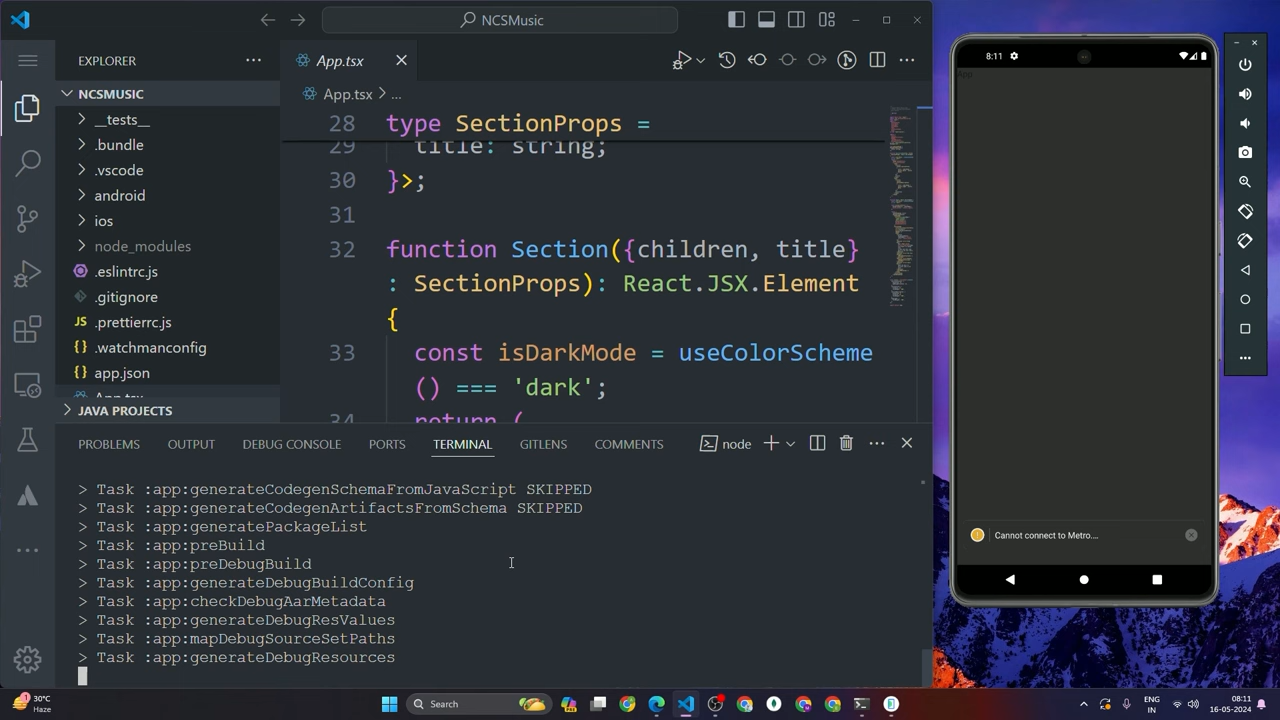 NCSMusic
EXPLORER
NCSMUSIC
__tests__
.bundle
.vscode
android
ios
node_modules
.eslintrc.js
.gitignore
JS .prettierrc.js
{} .watchmanconfig
{} app.json
JAVA PROJECTS
App.tsx
App.tsx > ...
28 type SectionProps =
29 title: string;
30 }>;
31
32 function Section({children, title}
: SectionProps): React.JSX.Element
{
33 const isDarkMode = useColorScheme
() === 'dark';
34 return (
PROBLEMS OUTPUT DEBUG CONSOLE PORTS TERMINAL GITLENS COMMENTS node
> Task :app:generateCodegenSchemaFromJavaScript SKIPPED
> Task :app:generateCodegenArtifactsFromSchema SKIPPED
> Task :app:generatePackageList
> Task :app:preBuild
> Task :app:preDebugBuild
> Task :app:generateDebugBuildConfig
> Task :app:checkDebugAarMetadata
> Task :app:generateDebugResValues
> Task :app:mapDebugSourceSetPaths
> Task :app:generateDebugResources
8:11
App
Cannot connect to Metro....
1
30°C
Haze
Search
ENG
IN
08:11
16-05-2024